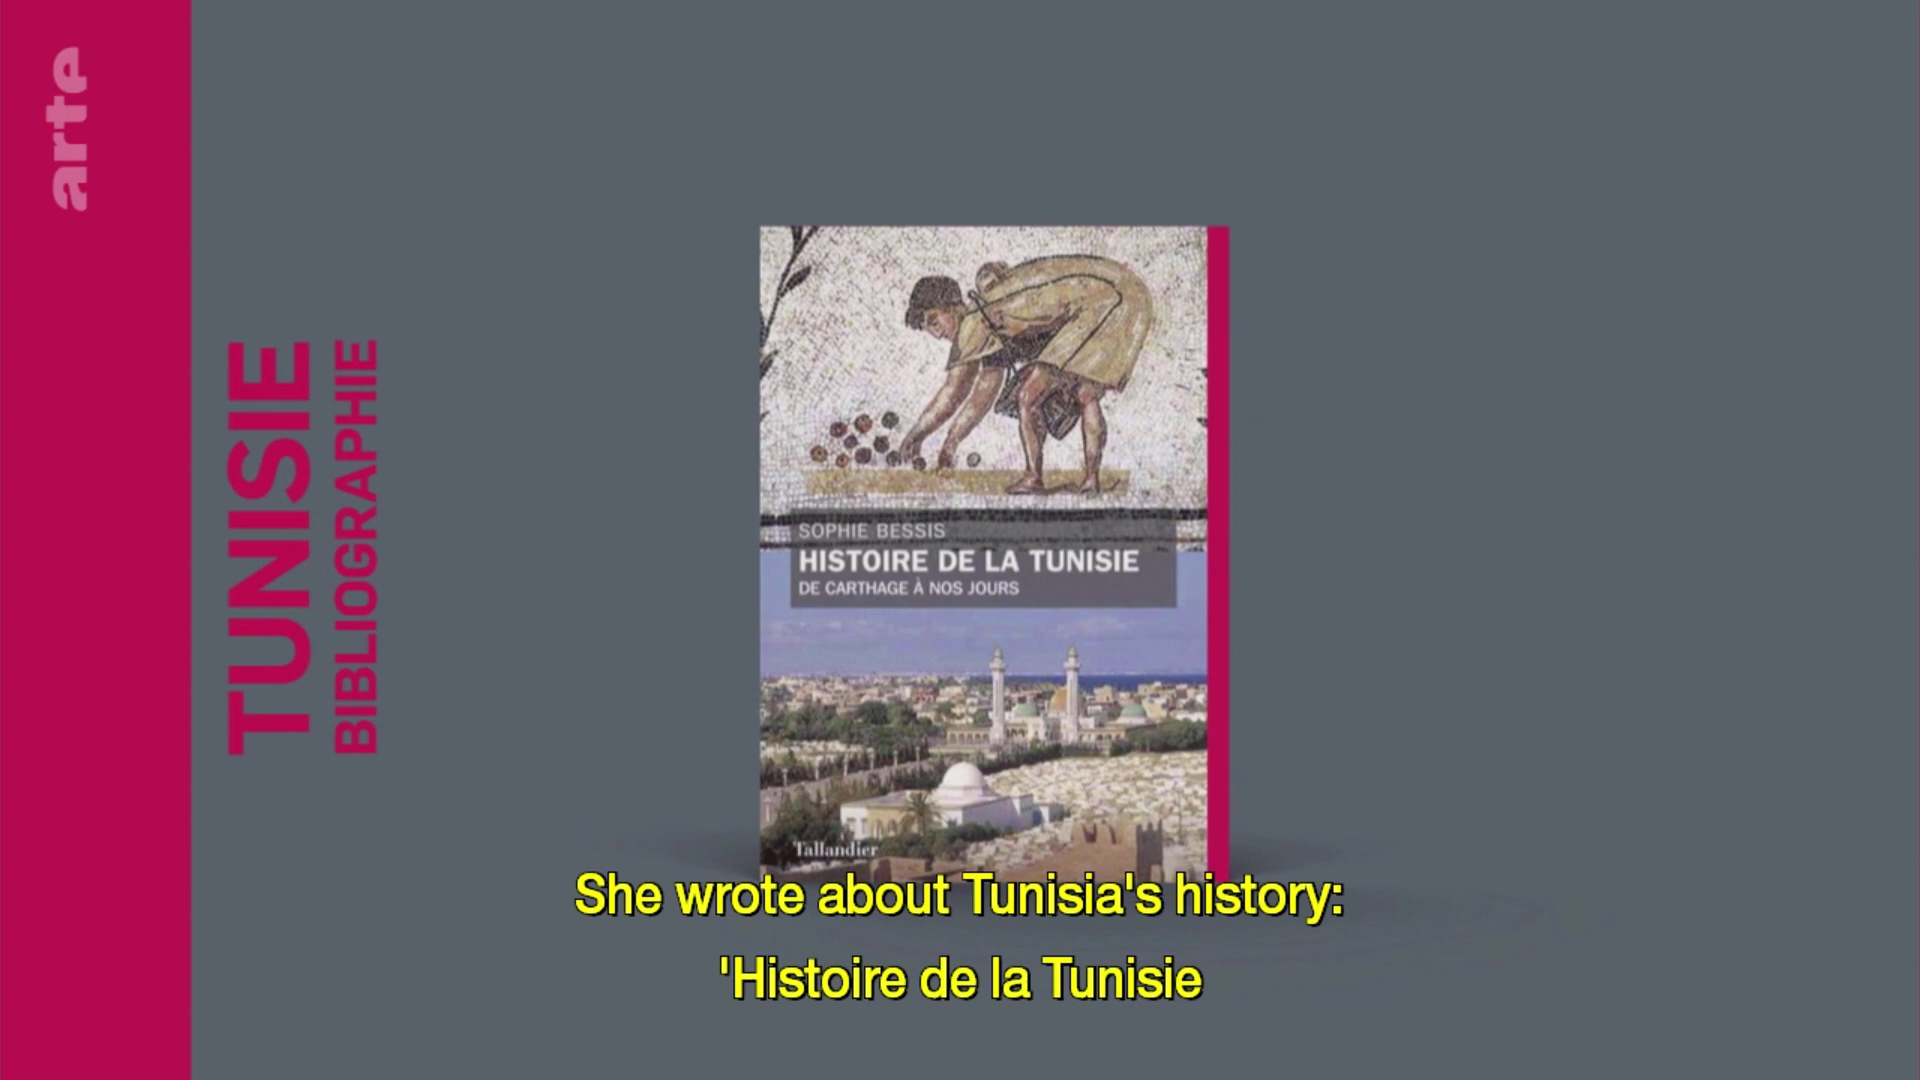 arte
TUNISIE
BIBLIOGRAPHIE
SOPHIE BESSIS
HISTOIRE DE LA TUNISIE
DE CARTHAGE À NOS JOURS
Tallandier
She wrote about Tunisia's history:
'Histoire de la Tunisie